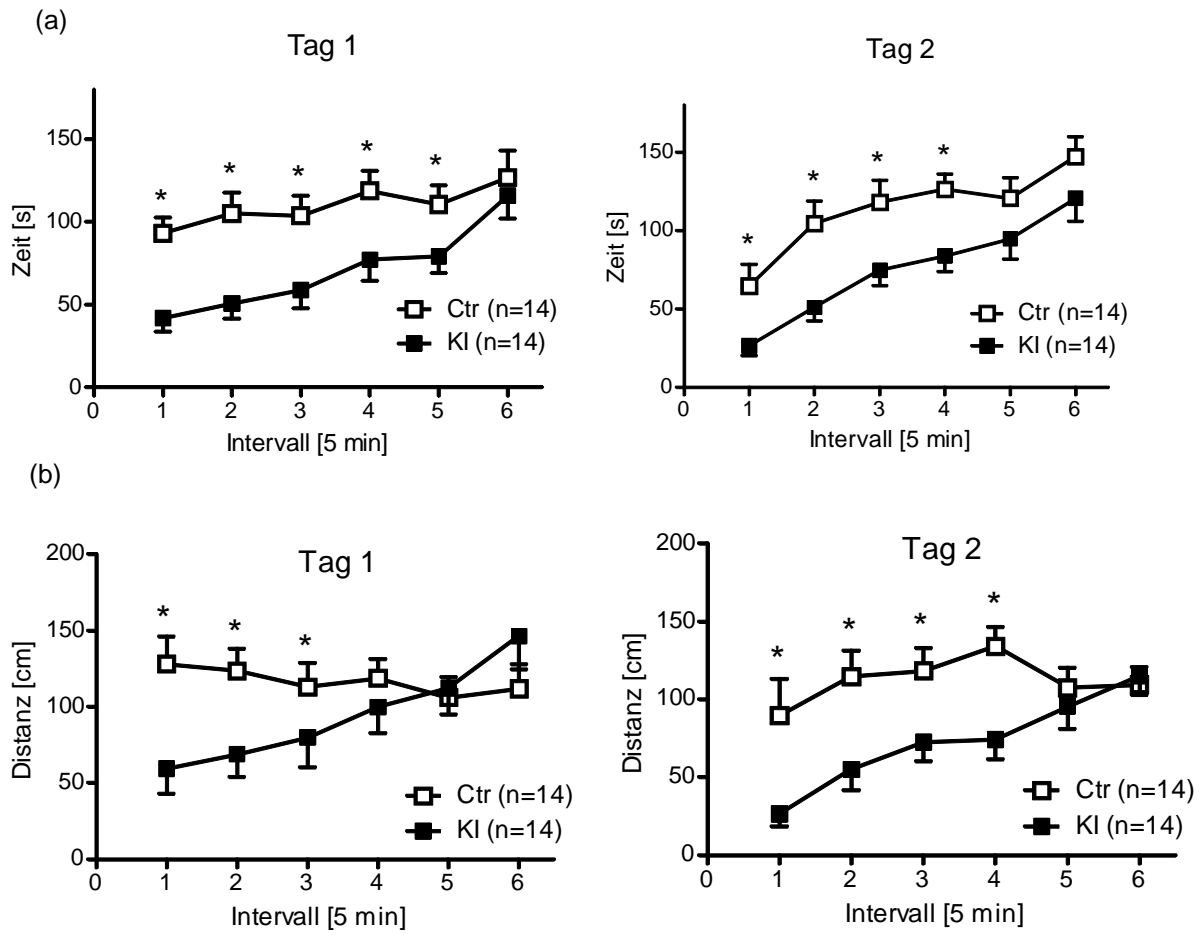 (a)
Tag 1
Zeit [s]
150
100
50
0
* * * * *
Ctr (n=14)
KI (n=14)
0 1 2 3 4 5 6
Intervall [5 min]
Tag 2
Zeit [s]
150
100
50
0
* * * *
Ctr (n=14)
KI (n=14)
0 1 2 3 4 5 6
Intervall [5 min]
(b)
Tag 1
Distanz [cm]
200
150
100
50
0
* * *
Ctr (n=14)
KI (n=14)
0 1 2 3 4 5 6
Intervall [5 min]
Tag 2
Distanz [cm]
200
150
100
50
0
* * * *
Ctr (n=14)
KI (n=14)
0 1 2 3 4 5 6
Intervall [5 min]